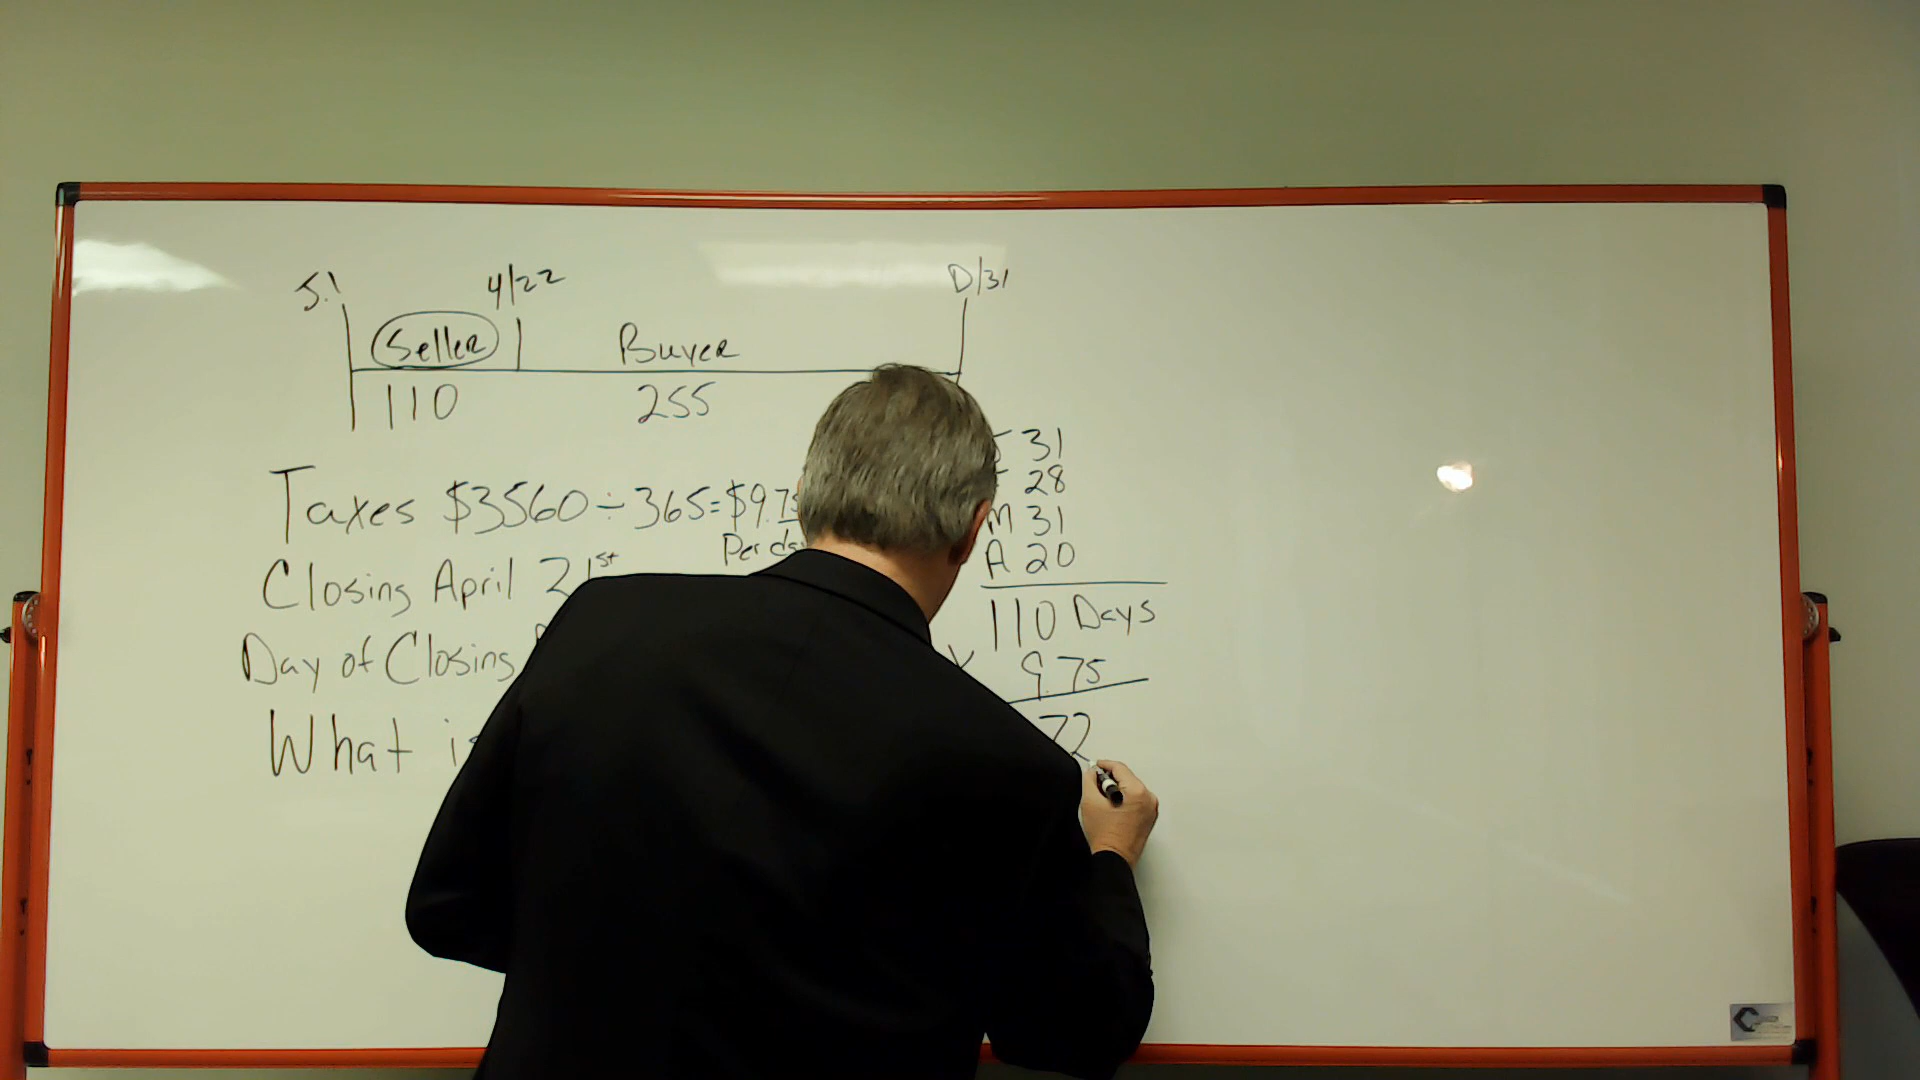 J.1 4/22 D/31
Seller Buyer
110 255
Taxes $3560 ÷ 365 = $9.75
Per day
Closing April 21st
Day of Closing
What is
31
28
M 31
A 20
110 Days
X 9.75
72